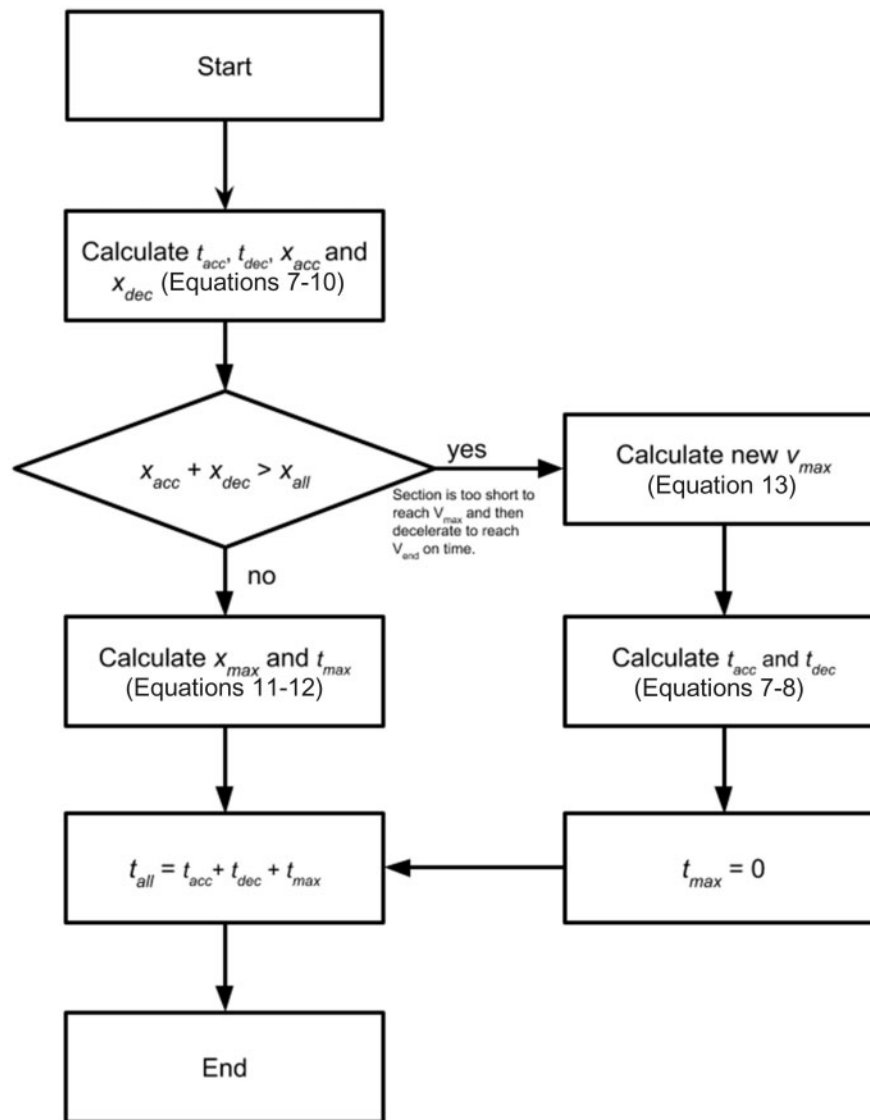 Start
Calculate t_acc, t_dec, x_acc and
x_dec (Equations 7-10)
x_acc + x_dec > x_all
yes
Section is too short to
reach V_max and then
decelerate to reach
V_end on time.
Calculate new v_max
(Equation 13)
no
Calculate x_max and t_max
(Equations 11-12)
Calculate t_acc and t_dec
(Equations 7-8)
t_all = t_acc + t_dec + t_max
t_max = 0
End